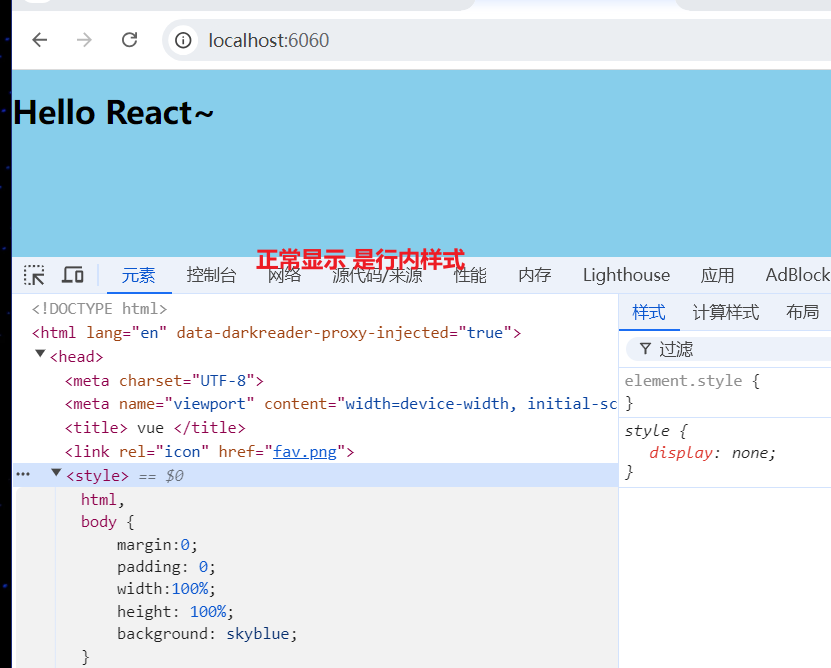 localhost:6060
Hello React~
正常显示 是行内样式
元素 控制台 网络 源代码/来源 性能 内存 Lighthouse 应用 AdBlock
<!DOCTYPE html>
<html lang="en" data-darkreader-proxy-injected="true">
<head>
<meta charset="UTF-8">
<meta name="viewport" content="width=device-width, initial-sc
<title> vue </title>
<link rel="icon" href="fav.png">
<style> == $0
html,
body {
margin:0;
padding: 0;
width:100%;
height: 100%;
background: skyblue;
}
样式 计算样式 布局
过滤
element.style {
}
style {
display: none;
}